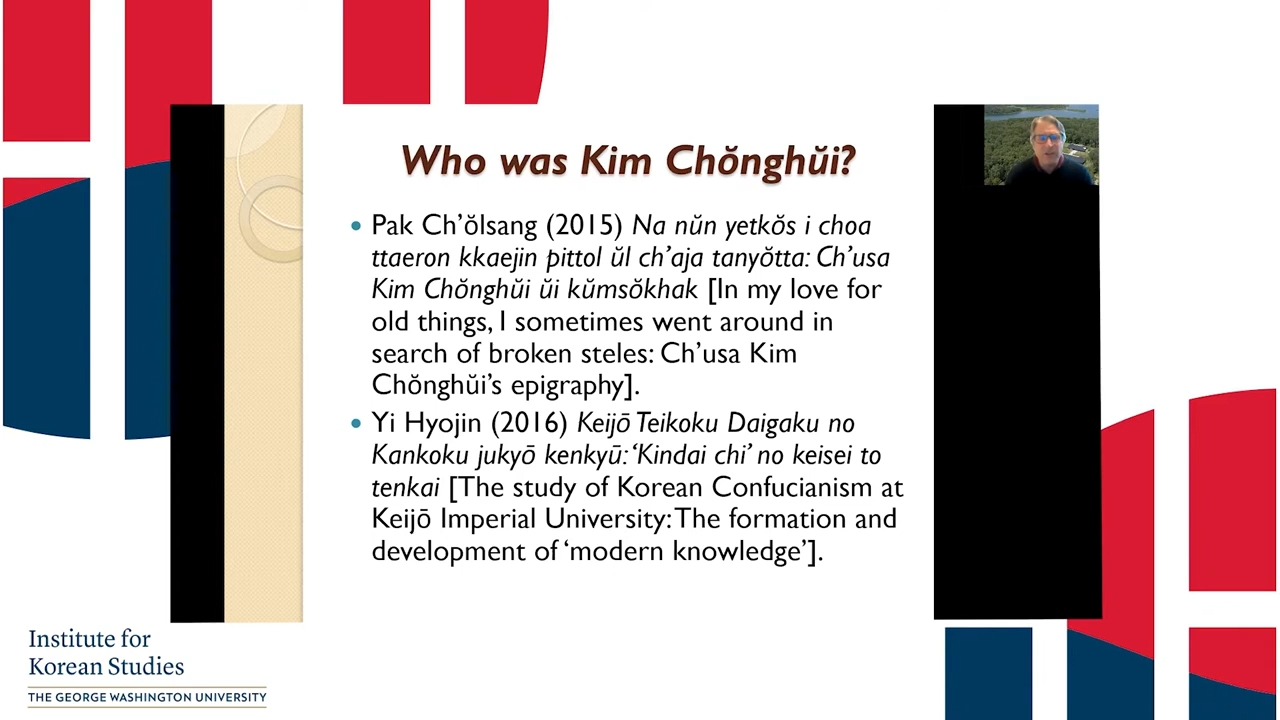 Who was Kim Chŏnghŭi?
• Pak Ch’ŏlsang (2015) Na nŭn yetkŏs i choa
ttaeron kkaejin pittol ŭl ch’aja tanyŏtta: Ch’usa
Kim Chŏnghŭi ŭi kŭmsŏkhak [In my love for
old things, I sometimes went around in
search of broken steles: Ch’usa Kim
Chŏnghŭi’s epigraphy].
• Yi Hyojin (2016) Keijō Teikoku Daigaku no
Kankoku jukyō kenkyū: ‘Kindai chi’ no keisei to
tenkai [The study of Korean Confucianism at
Keijō Imperial University: The formation and
development of ‘modern knowledge’].
Institute for
Korean Studies
THE GEORGE WASHINGTON UNIVERSITY